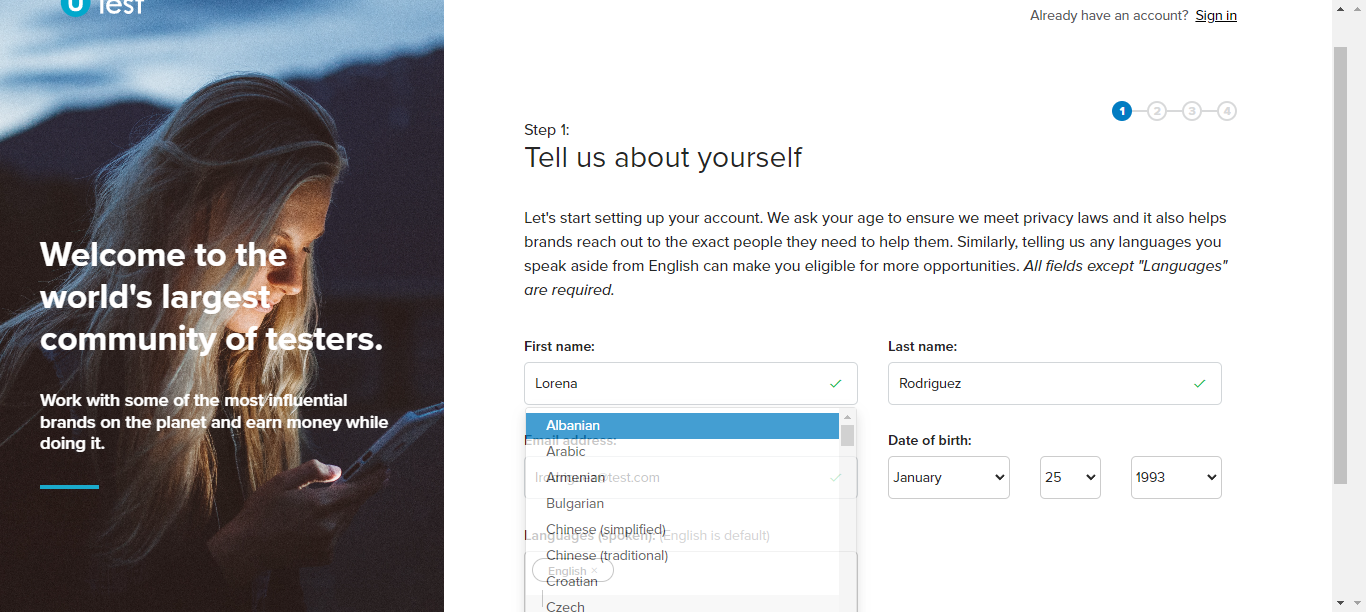 Test
Already have an account? Sign in
1 2 3 4
Step 1:
Tell us about yourself
Let's start setting up your account. We ask your age to ensure we meet privacy laws and it also helps
brands reach out to the exact people they need to help them. Similarly, telling us any languages you
speak aside from English can make you eligible for more opportunities. All fields except "Languages"
are required.
Welcome to the
world's largest
community of testers.
Work with some of the most influential
brands on the planet and earn money while
doing it.
First name:
Lorena
Last name:
Rodriguez
Albanian
Email address:
Arabic
Armenian
Bulgarian
Chinese (simplified)
Languages (spoken): (English is default)
Chinese (traditional)
English ×
Croatian
Czech
Date of birth:
January 25 1993